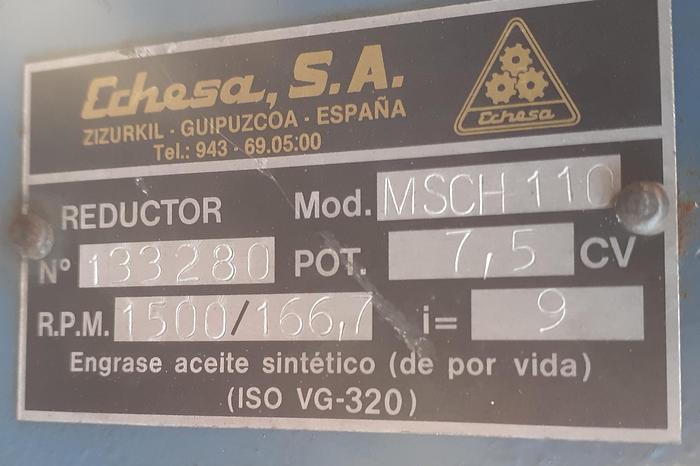 Echesa, S.A.
ZIZURKIL - GUIPUZCOA - ESPAÑA
Tel.: 943 - 69.05.00
Echesa
REDUCTOR Mod. MSCH 110
Nº 133280 POT. 7,5 CV
R.P.M. 1500/166,7 i= 9
Engrase aceite sintético (de por vida)
(ISO VG-320)